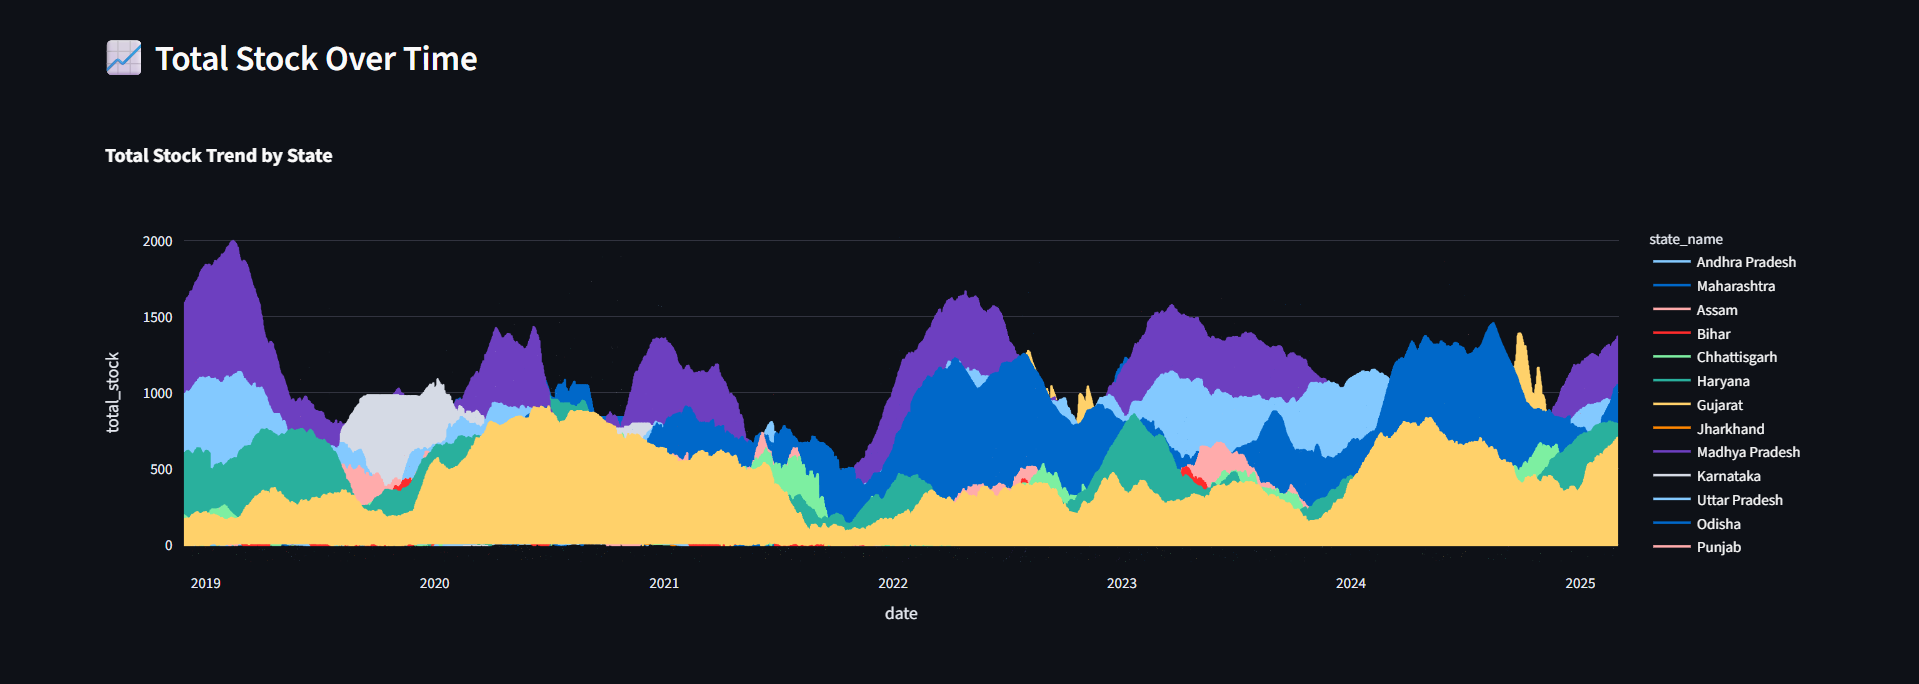 Total Stock Over Time
Total Stock Trend by State
total_stock
2000
1500
1000
500
0
2019 2020 2021 2022 2023 2024 2025
date
state_name
Andhra Pradesh
Maharashtra
Assam
Bihar
Chhattisgarh
Haryana
Gujarat
Jharkhand
Madhya Pradesh
Karnataka
Uttar Pradesh
Odisha
Punjab